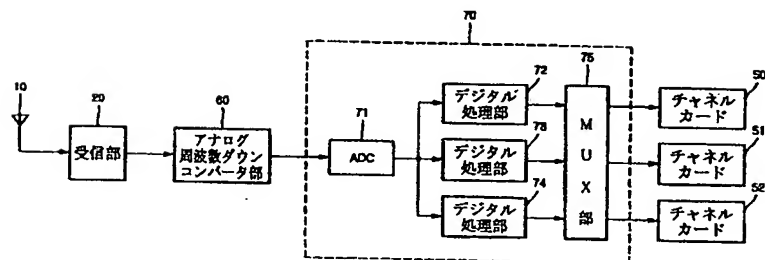 70
10
20
受信部
60
アナログ
周波数ダウン
コンバータ部
71
ADC
72
デジタル
処理部
73
デジタル
処理部
74
デジタル
処理部
75
MUX部
50
チャネル
カード
51
チャネル
カード
52
チャネル
カード